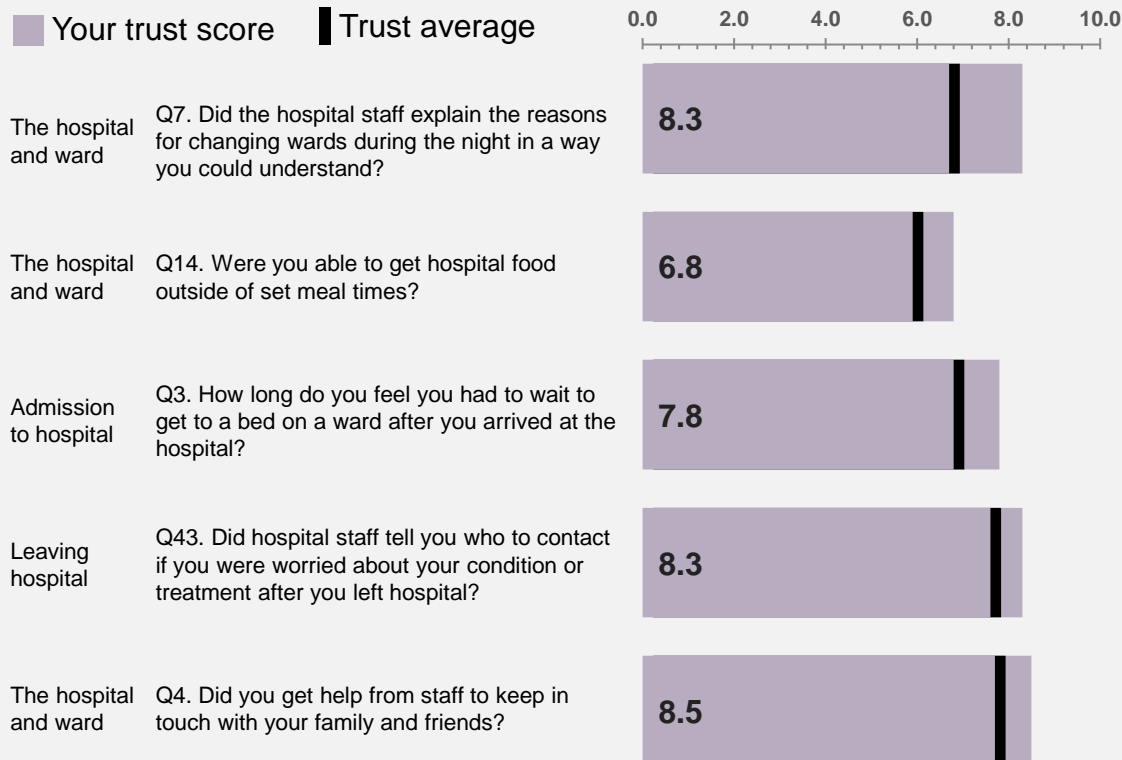 Your trust score Trust average
0.0 2.0 4.0 6.0 8.0 10.0
The hospital
and ward
Q7. Did the hospital staff explain the reasons
for changing wards during the night in a way
you could understand?
8.3
The hospital
and ward
Q14. Were you able to get hospital food
outside of set meal times?
6.8
Admission
to hospital
Q3. How long do you feel you had to wait to
get to a bed on a ward after you arrived at the
hospital?
7.8
Leaving
hospital
Q43. Did hospital staff tell you who to contact
if you were worried about your condition or
treatment after you left hospital?
8.3
The hospital
and ward
Q4. Did you get help from staff to keep in
touch with your family and friends?
8.5